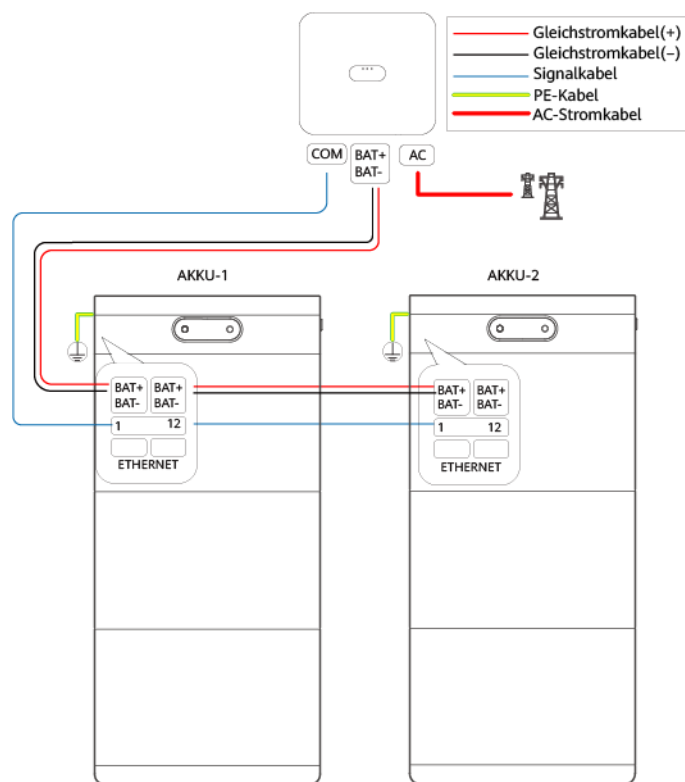 Gleichstromkabel(+)
Gleichstromkabel(−)
Signalkabel
PE-Kabel
AC-Stromkabel
COM
BAT+
BAT-
AC
AKKU-1
AKKU-2
BAT+ BAT+
BAT- BAT-
1 12
ETHERNET
BAT+ BAT+
BAT- BAT-
1 12
ETHERNET